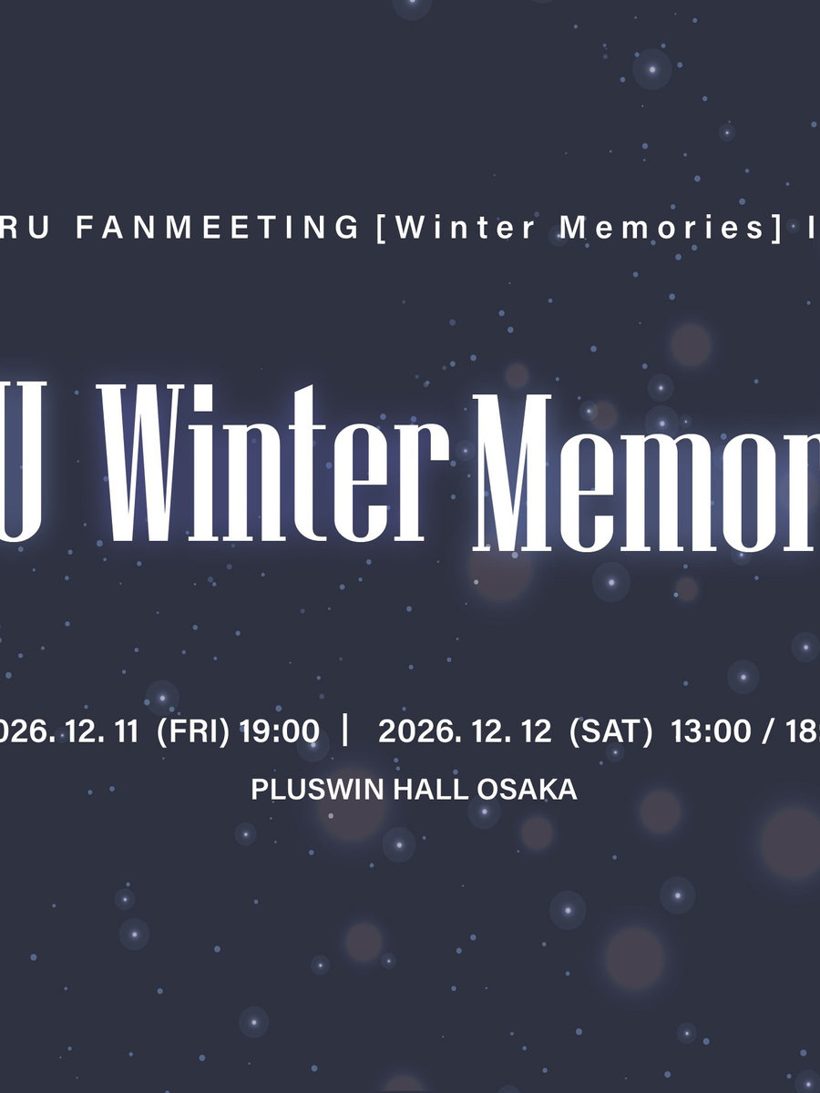 RU FANMEETING [Winter Memories] I
U Winter Memor
026. 12. 11 (FRI) 19:00 | 2026. 12. 12 (SAT) 13:00 / 18:
PLUSWIN HALL OSAKA